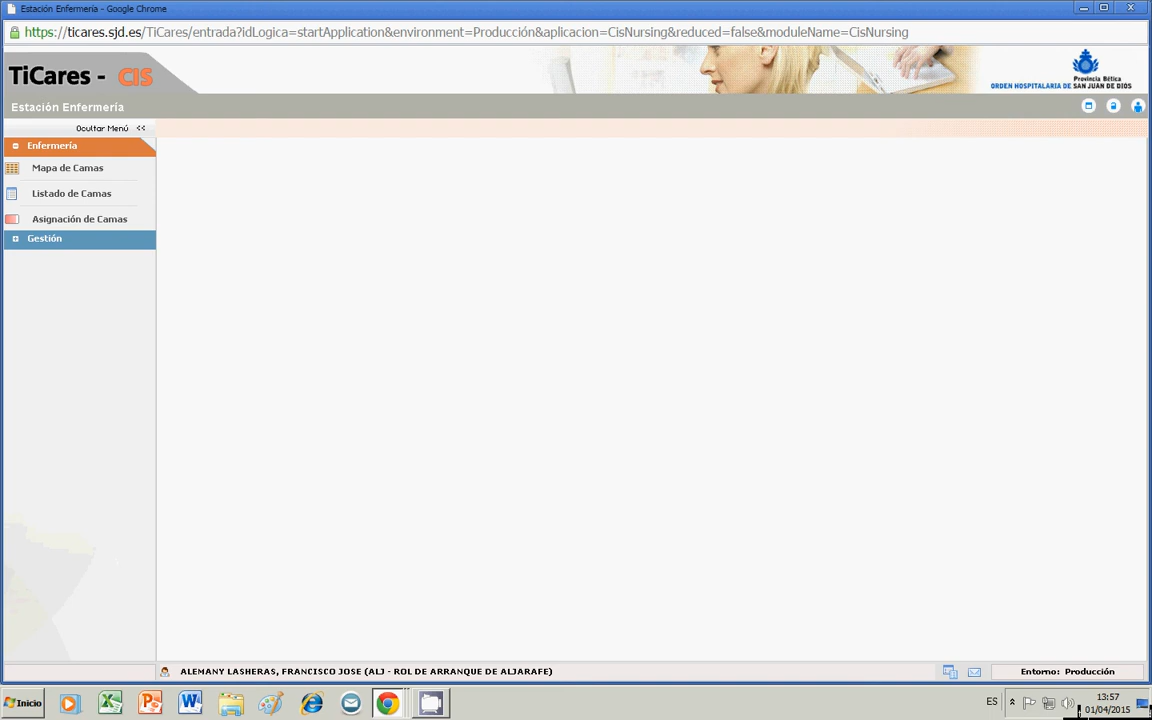 Estación Enfermería - Google Chrome
https://ticares.sjd.es/TiCares/entrada?idLogica=startApplication&environment=Producción&aplicacion=CisNursing&reduced=false&moduleName=CisNursing
TiCares - CIS
Provincia Bética
ORDEN HOSPITALARIA DE SAN JUAN DE DIOS
Estación Enfermería
Ocultar Menú <<
Enfermería
Mapa de Camas
Listado de Camas
Asignación de Camas
Gestión
ALEMANY LASHERAS, FRANCISCO JOSE (ALJ - ROL DE ARRANQUE DE ALJARAFE)
Entorno: Producción
Inicio
ES
13:57
01/04/2015